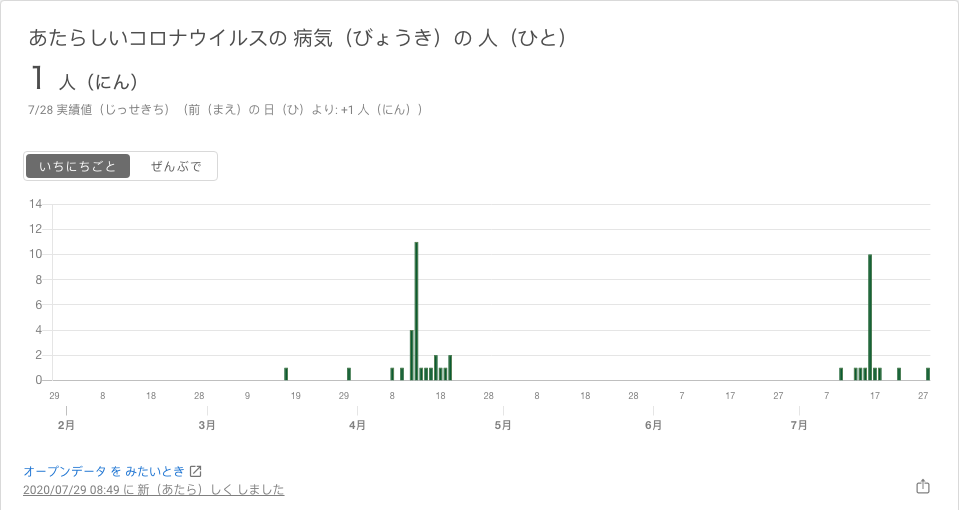 あたらしいコロナウイルスの 病気（びょうき）の 人（ひと）
1 人（にん）
7/28 実績値（じっせきち）（前（まえ）の 日（ひ）より: +1 人（にん））
いちにちごと ぜんぶで
14
12
10
8
6
4
2
0
29 8 18 28 9 19 29 8 18 28 8 18 28 7 17 27 7 17 27
2月 3月 4月 5月 6月 7月
オープンデータ を みたいとき
2020/07/29 08:49 に 新（あたら）しく しました